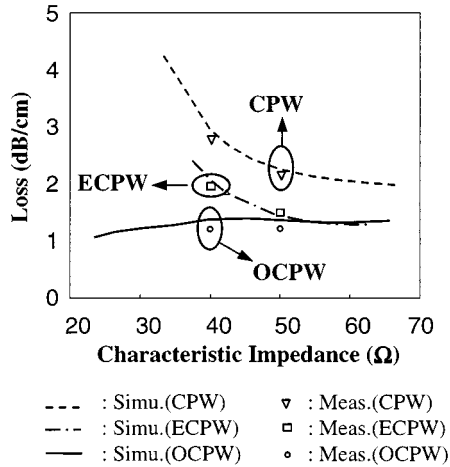 5
4
3
2
1
0
Loss (dB/cm)
CPW
ECPW
OCPW
20 30 40 50 60 70
Characteristic Impedance (Ω)
: Simu.(CPW) : Meas.(CPW)
: Simu.(ECPW) : Meas.(ECPW)
: Simu.(OCPW) : Meas.(OCPW)